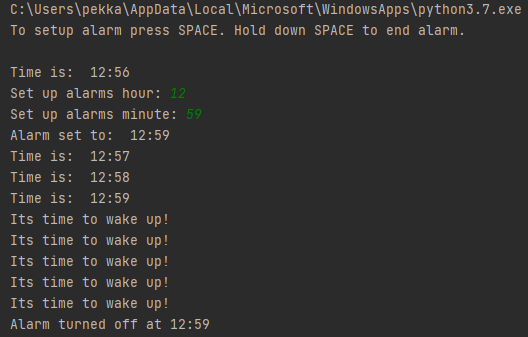 C:\Users\pekka\AppData\Local\Microsoft\WindowsApps\python3.7.exe
To setup alarm press SPACE. Hold down SPACE to end alarm.
Time is:  12:56
Set up alarms hour: 12
Set up alarms minute: 59
Alarm set to:  12:59
Time is:  12:57
Time is:  12:58
Time is:  12:59
Its time to wake up!
Its time to wake up!
Its time to wake up!
Its time to wake up!
Its time to wake up!
Alarm turned off at 12:59